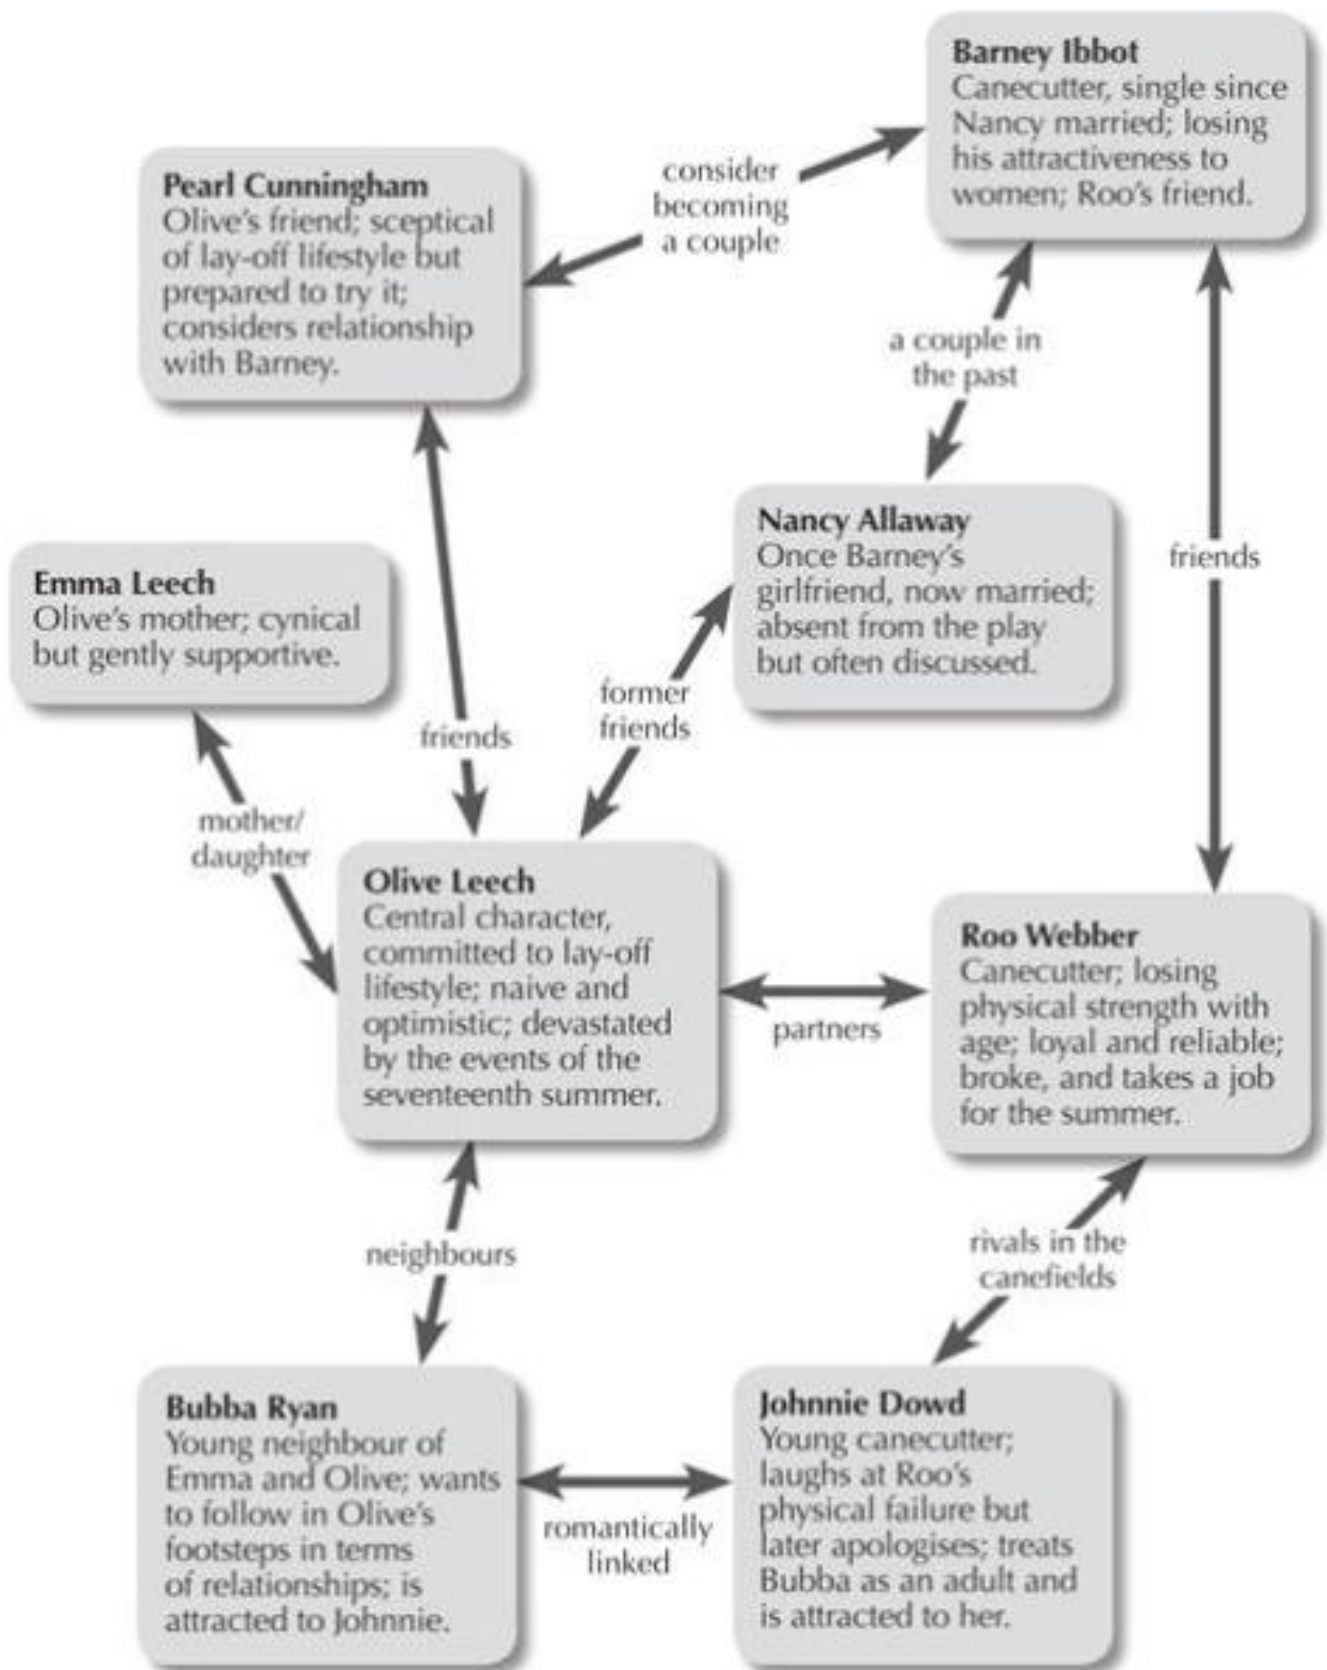 Barney Ibbot
Canecutter, single since
Nancy married; losing
his attractiveness to
women; Roo's friend.
consider
becoming
a couple
Pearl Cunningham
Olive's friend; sceptical
of lay-off lifestyle but
prepared to try it;
considers relationship
with Barney.
a couple in
the past
Nancy Allaway
Once Barney's
girlfriend, now married;
absent from the play
but often discussed.
friends
Emma Leech
Olive's mother; cynical
but gently supportive.
former
friends
friends
mother/
daughter
Olive Leech
Central character,
committed to lay-off
lifestyle; naive and
optimistic; devastated
by the events of the
seventeenth summer.
partners
Roo Webber
Canecutter; losing
physical strength with
age; loyal and reliable;
broke, and takes a job
for the summer.
neighbours
rivals in the
canefields
Bubba Ryan
Young neighbour of
Emma and Olive; wants
to follow in Olive's
footsteps in terms
of relationships; is
attracted to Johnnie.
romantically
linked
Johnnie Dowd
Young canecutter;
laughs at Roo's
physical failure but
later apologises; treats
Bubba as an adult and
is attracted to her.